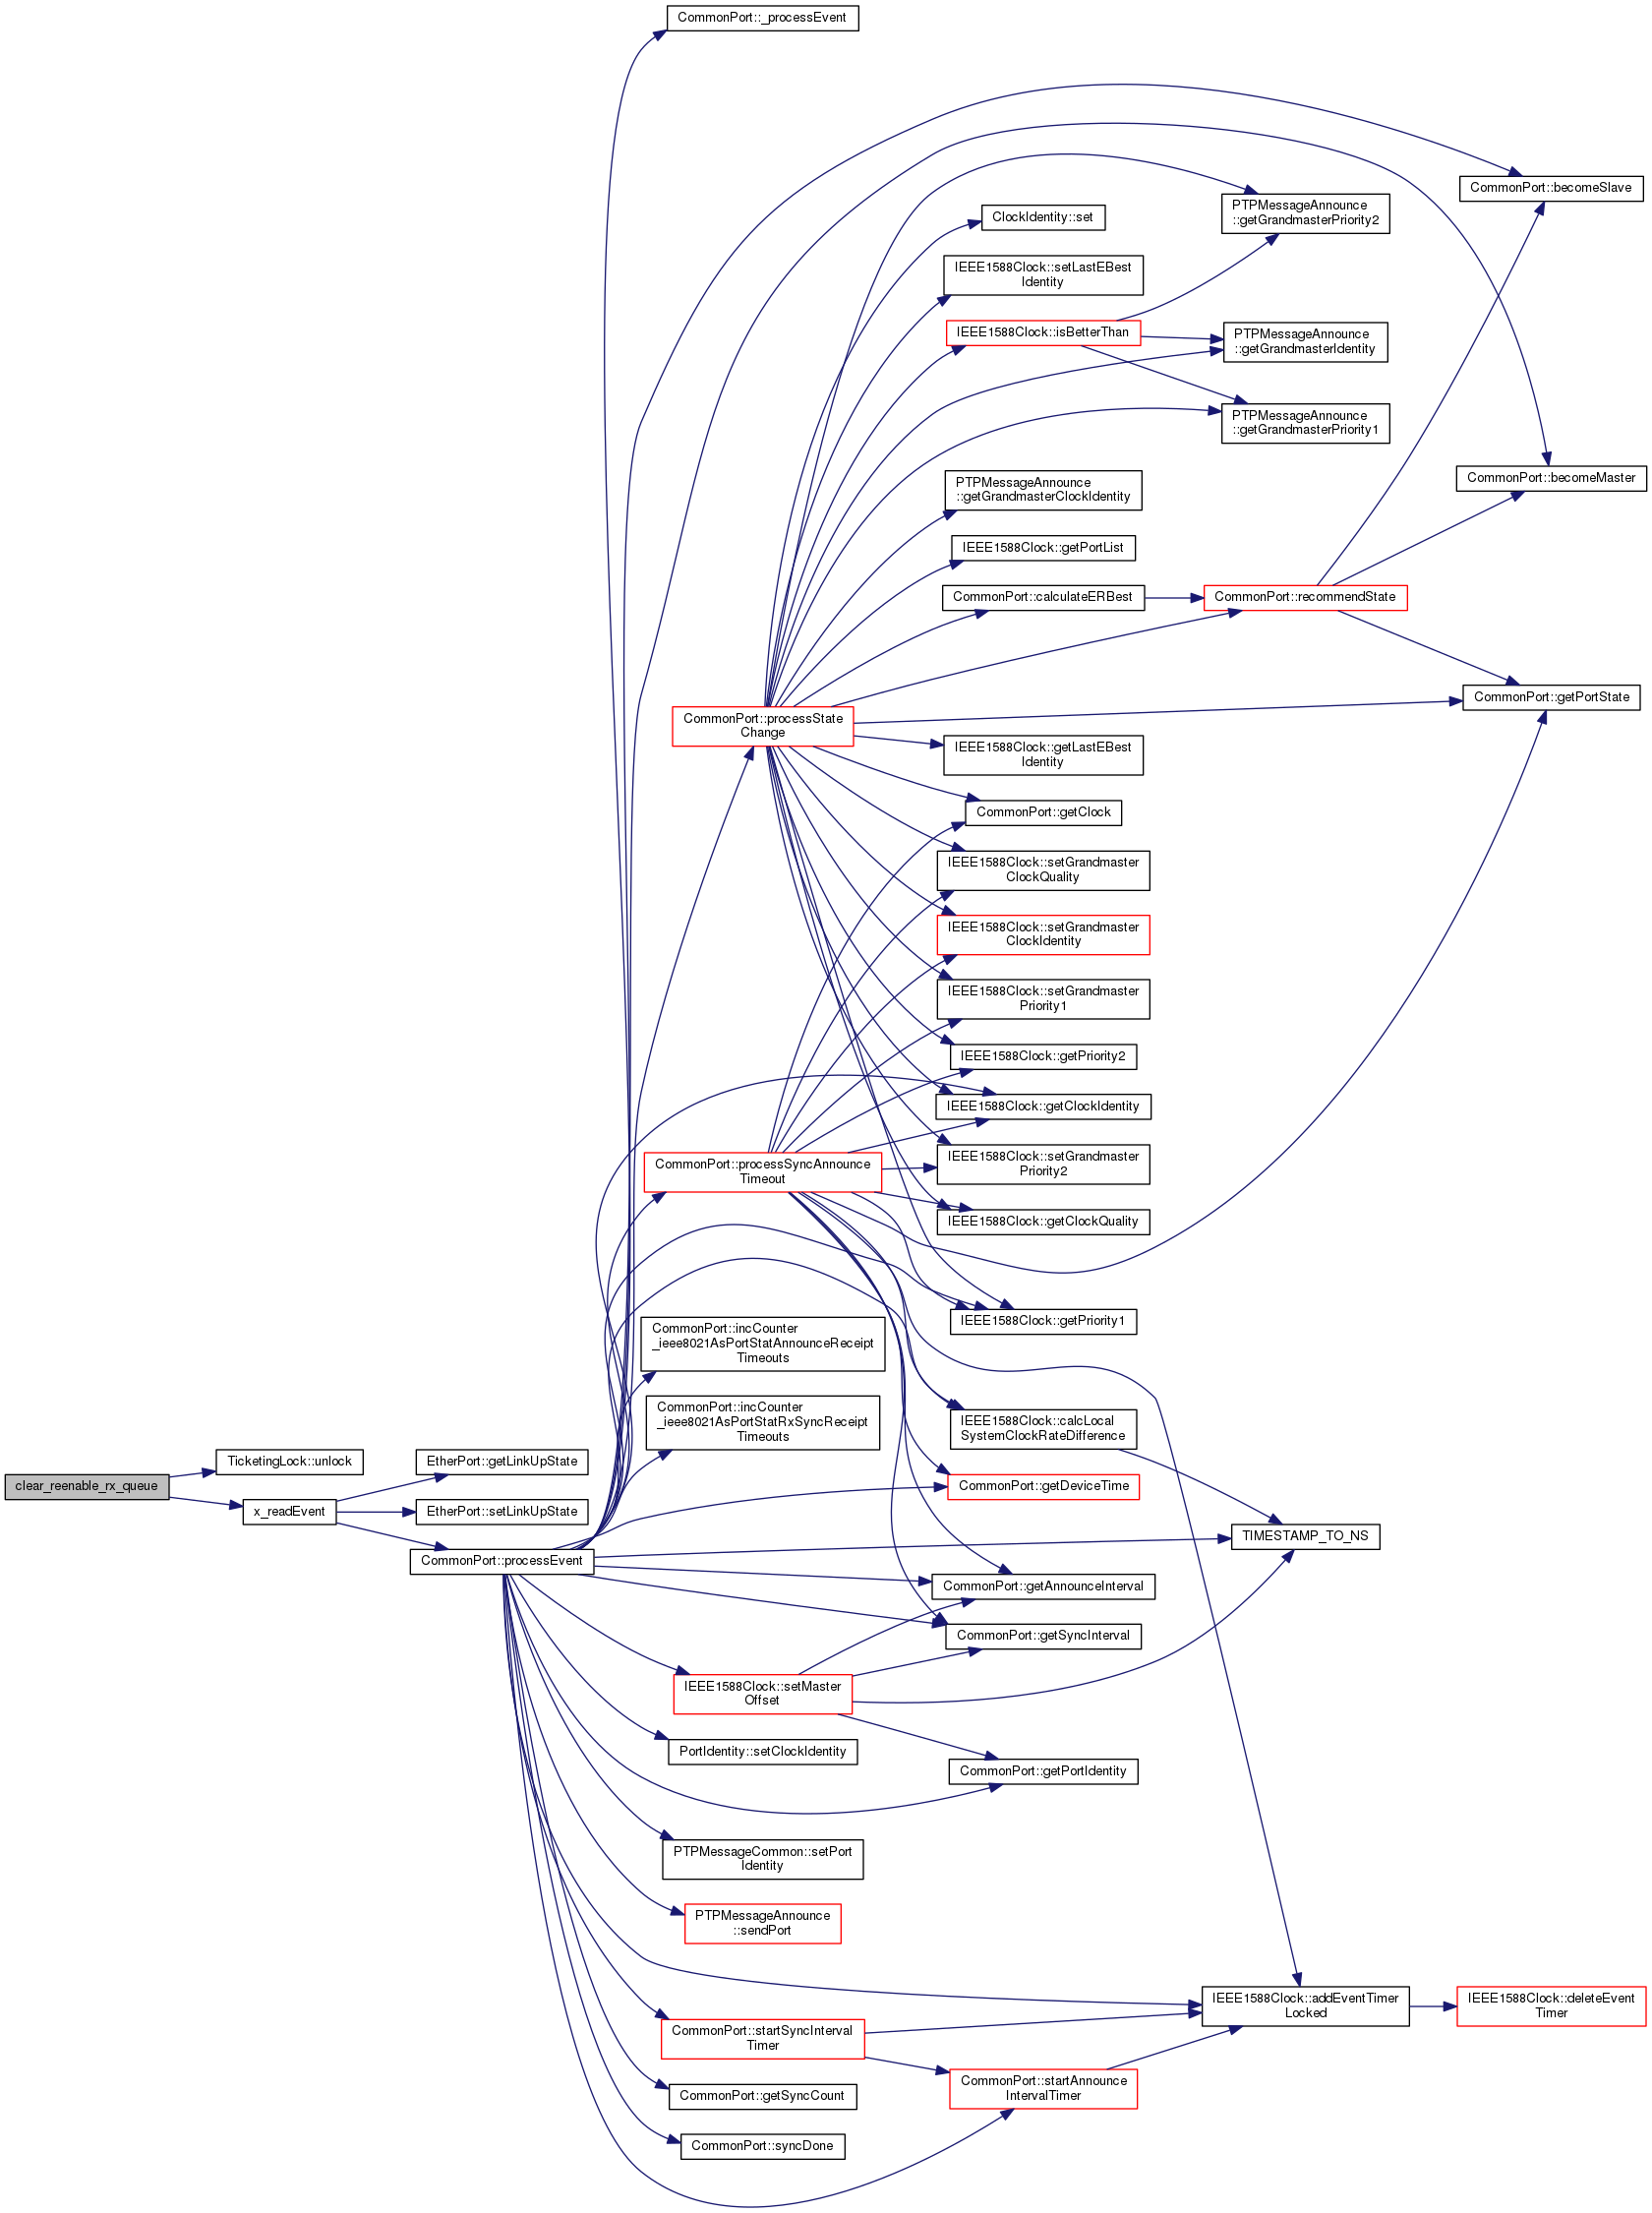 CommonPort::_processEvent
CommonPort::becomeSlave
PTPMessageAnnounce
::getGrandmasterPriority2
ClockIdentity::set
IEEE1588Clock::setLastEBest
Identity
IEEE1588Clock::isBetterThan
PTPMessageAnnounce
::getGrandmasterIdentity
PTPMessageAnnounce
::getGrandmasterPriority1
CommonPort::becomeMaster
PTPMessageAnnounce
::getGrandmasterClockIdentity
IEEE1588Clock::getPortList
CommonPort::calculateERBest
CommonPort::recommendState
CommonPort::getPortState
CommonPort::processState
Change
IEEE1588Clock::getLastEBest
Identity
CommonPort::getClock
IEEE1588Clock::setGrandmaster
ClockQuality
IEEE1588Clock::setGrandmaster
ClockIdentity
IEEE1588Clock::setGrandmaster
Priority1
IEEE1588Clock::getPriority2
IEEE1588Clock::getClockIdentity
CommonPort::processSyncAnnounce
Timeout
IEEE1588Clock::setGrandmaster
Priority2
IEEE1588Clock::getClockQuality
IEEE1588Clock::getPriority1
CommonPort::incCounter
_ieee8021AsPortStatAnnounceReceipt
Timeouts
CommonPort::incCounter
_ieee8021AsPortStatRxSyncReceipt
Timeouts
IEEE1588Clock::calcLocal
SystemClockRateDifference
TicketingLock::unlock
EtherPort::getLinkUpState
clear_reenable_rx_queue
CommonPort::getDeviceTime
x_readEvent
EtherPort::setLinkUpState
TIMESTAMP_TO_NS
CommonPort::processEvent
CommonPort::getAnnounceInterval
CommonPort::getSyncInterval
IEEE1588Clock::setMaster
Offset
PortIdentity::setClockIdentity
CommonPort::getPortIdentity
PTPMessageCommon::setPort
Identity
PTPMessageAnnounce
::sendPort
IEEE1588Clock::addEventTimer
Locked
IEEE1588Clock::deleteEvent
Timer
CommonPort::startSyncInterval
Timer
CommonPort::startAnnounce
IntervalTimer
CommonPort::getSyncCount
CommonPort::syncDone